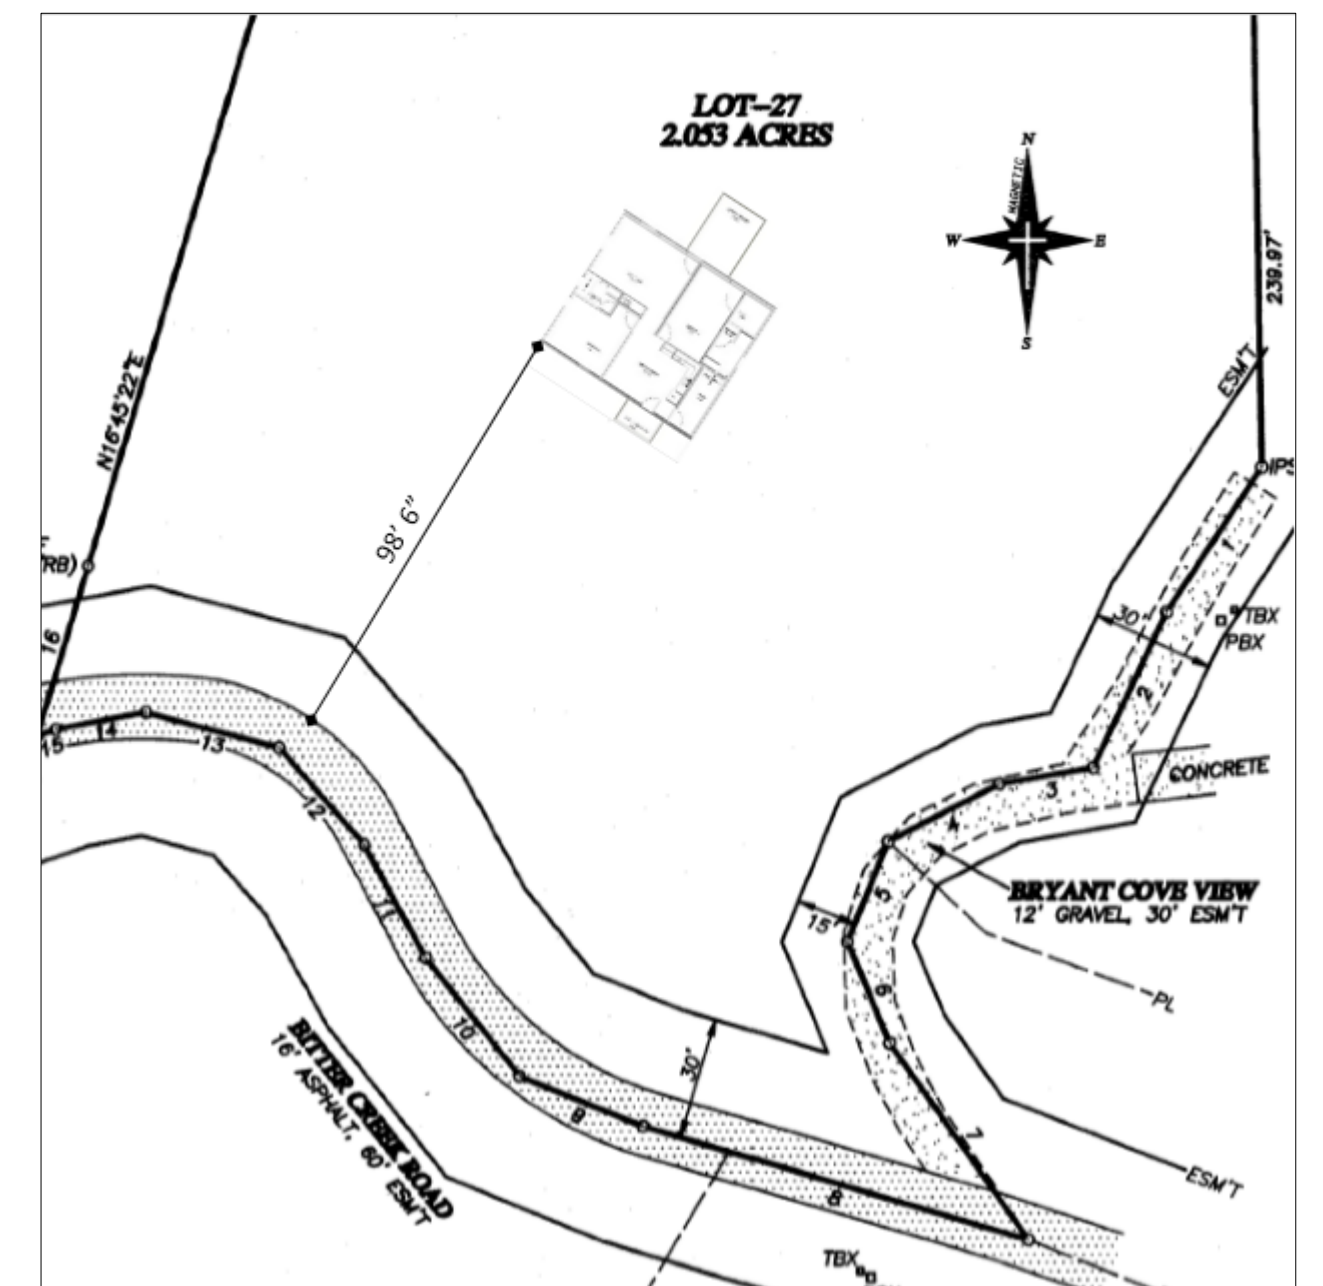 LOT-27
2.053 ACRES
N
MAGNETIC
W
E
S
239.97'
N16°45'22"E
ESM'T
98' 6"
IPS
RB)
1
16
30'
TBX
PBX
2
15
14
13
CONCRETE
3
12
4
BRYANT COVE VIEW
12' GRAVEL, 30' ESM'T
11
5
15'
PL
6
10
BITTER CREEK ROAD
16' ASPHALT, 60' ESM'T
30'
9
7
ESM'T
8
TBX